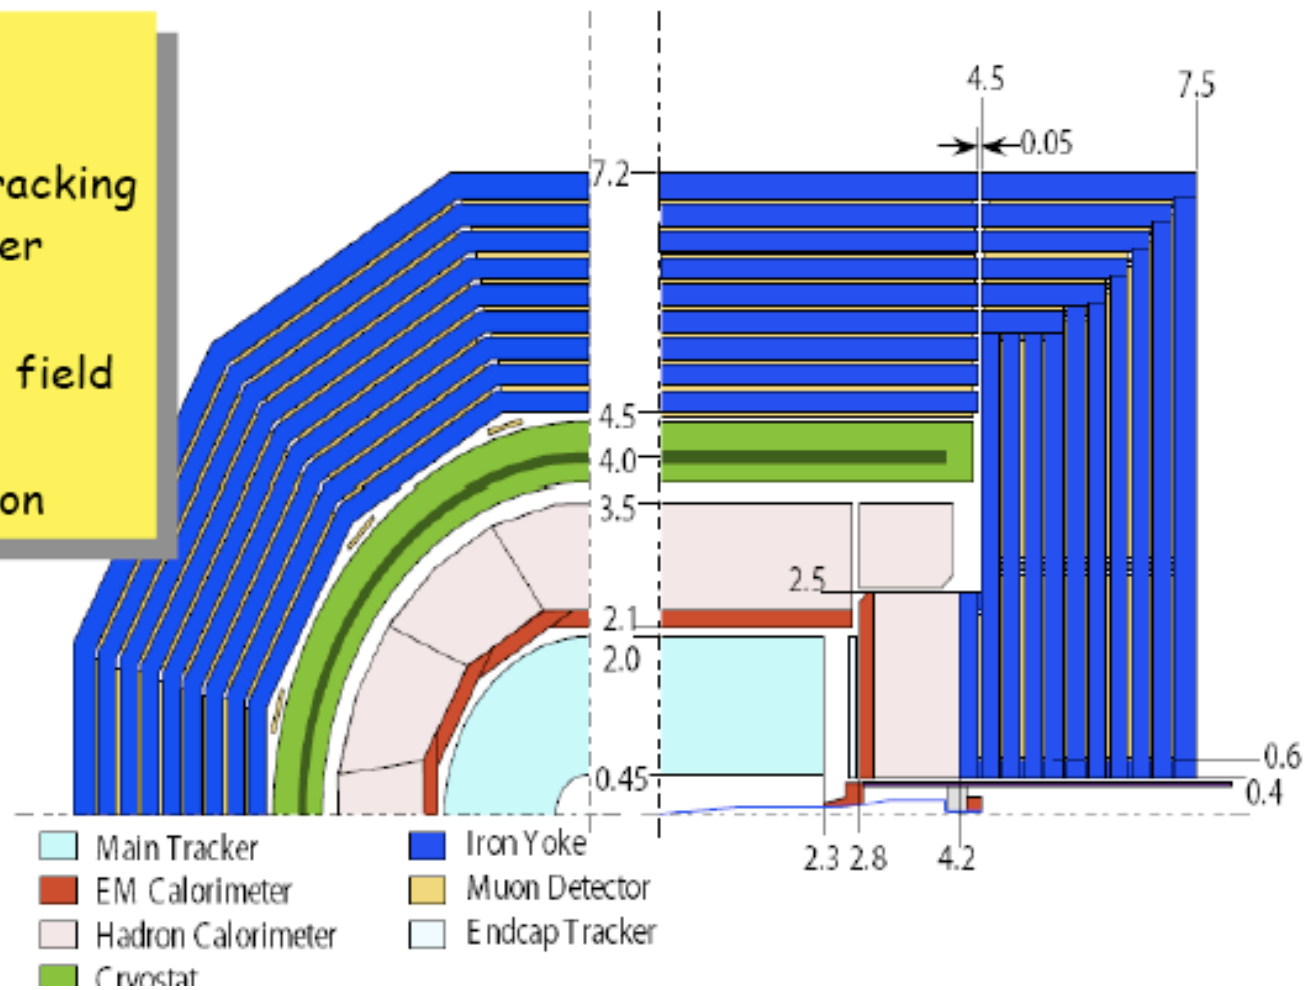 racking
er
field
on
4.5
7.5
0.05
7.2
4.5
4.0
3.5
2.5
2.1
2.0
0.45
0.6
0.4
2.3 2.8 4.2
Main Tracker
EM Calorimeter
Hadron Calorimeter
Cryostat
Iron Yoke
Muon Detector
Endcap Tracker